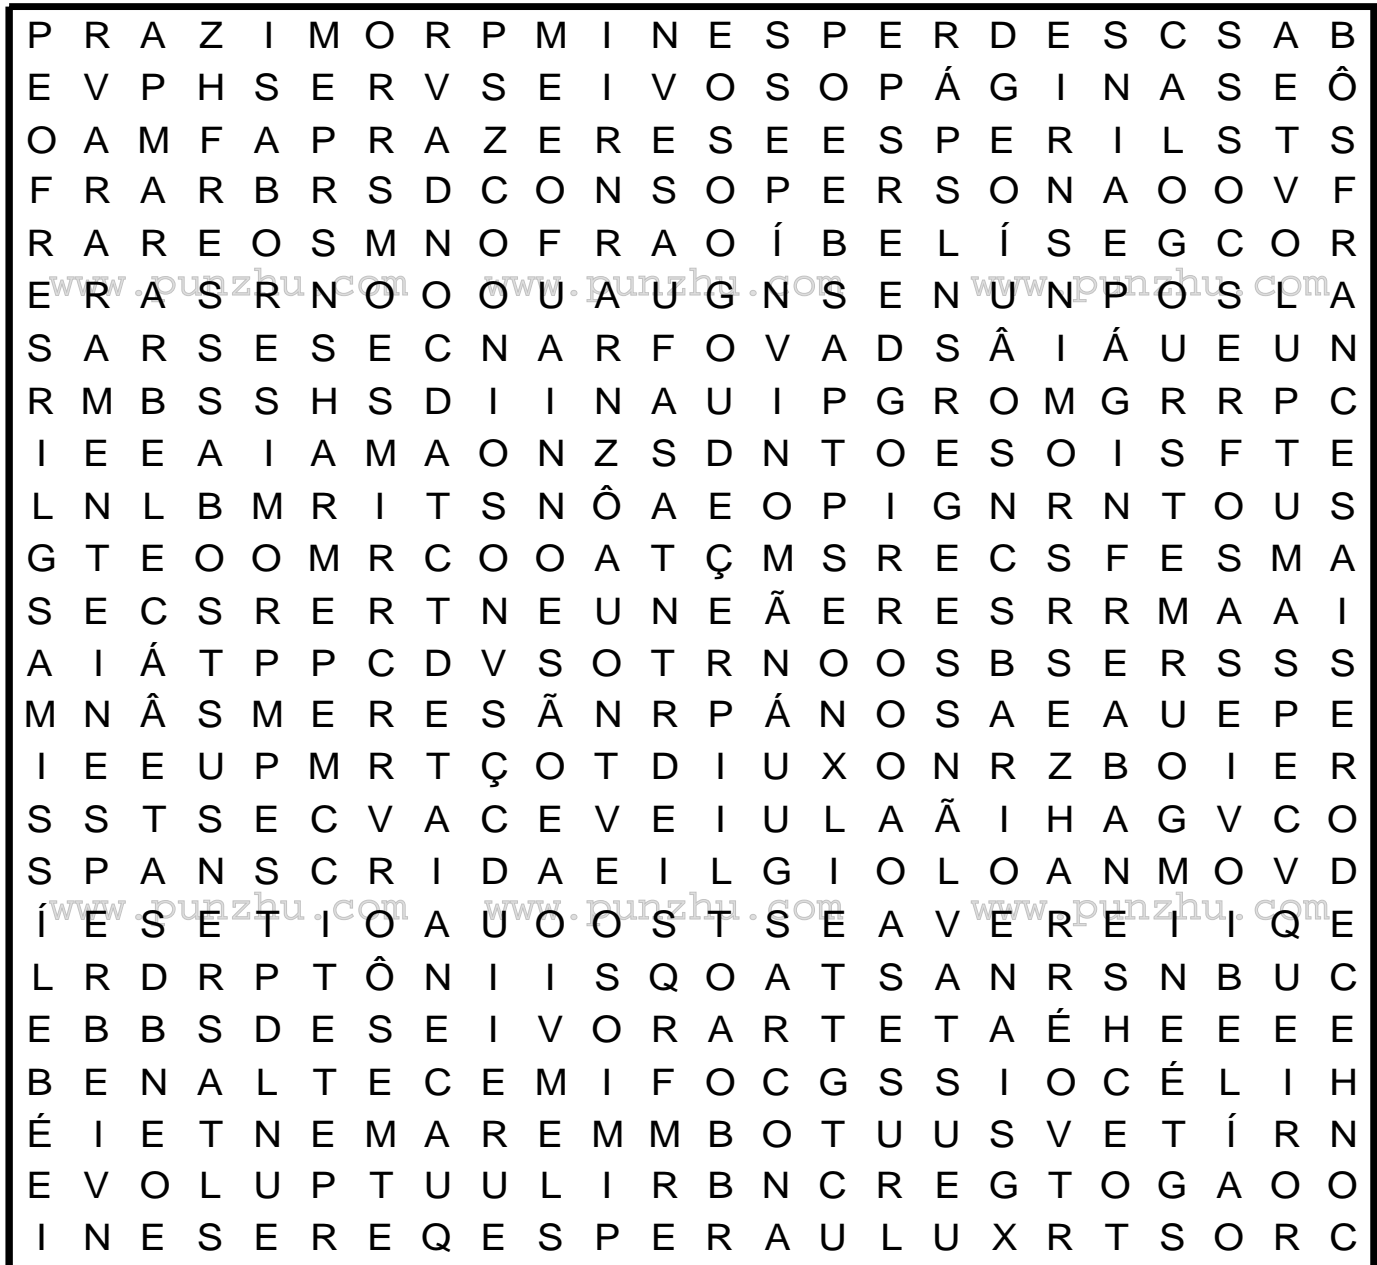 P R A Z I M O R P M I N E S P E R D E S C S A B
E V P H S E R V S E I V O S O P Á G I N A S E Ô
O A M F A P R A Z E R E S E E S P E R I L S T S
F R A R B R S D C O N S O P E R S O N A O O V F
R A R E O S M N O F R A O Í B E L Í S E G C O R
www.punzhu.com www.punzhu.com www.punzhu.com
E R A S R N O O O U A U G N S E N U N P O S L A
S A R S E S E C N A R F O V A D S Â I Á U E U N
R M B S S H S D I I N A U I P G R O M G R R P C
I E E A I A M A O N Z S D N T O E S O I S F T E
L N L B M R I T S N Ô A E O P I G N R N T O U S
G T E O O M R C O O A T Ç M S R E C S F E S M A
S E C S R E R T N E U N E Ã E R E S R R M A A I
A I Á T P P C D V S O T R N O O S B S E R S S S
M N Â S M E R E S Ã N R P Á N O S A E A U E P E
I E E U P M R T Ç O T D I U X O N R Z B O I E R
S S T S E C V A C E V E I U L A Ã I H A G V C O
S P A N S C R I D A E I L G I O L O A N M O V D
www.punzhu.com www.punzhu.com www.punzhu.com
Í E S E T I O A U O O S T S E A V E R E I I Q E
L R D R P T Ô N I I S Q O A T S A N R S N B U C
E B B S D E S E I V O R A R T E T A É H E E E E
B E N A L T E C E M I F O C G S S I O C É L I H
É I E T N E M A R E M M B O T U U S V E T Í R N
E V O L U P T U U L I R B N C R E G T O G A O O
I N E S E R E Q E S P E R A U L U X R T S O R C